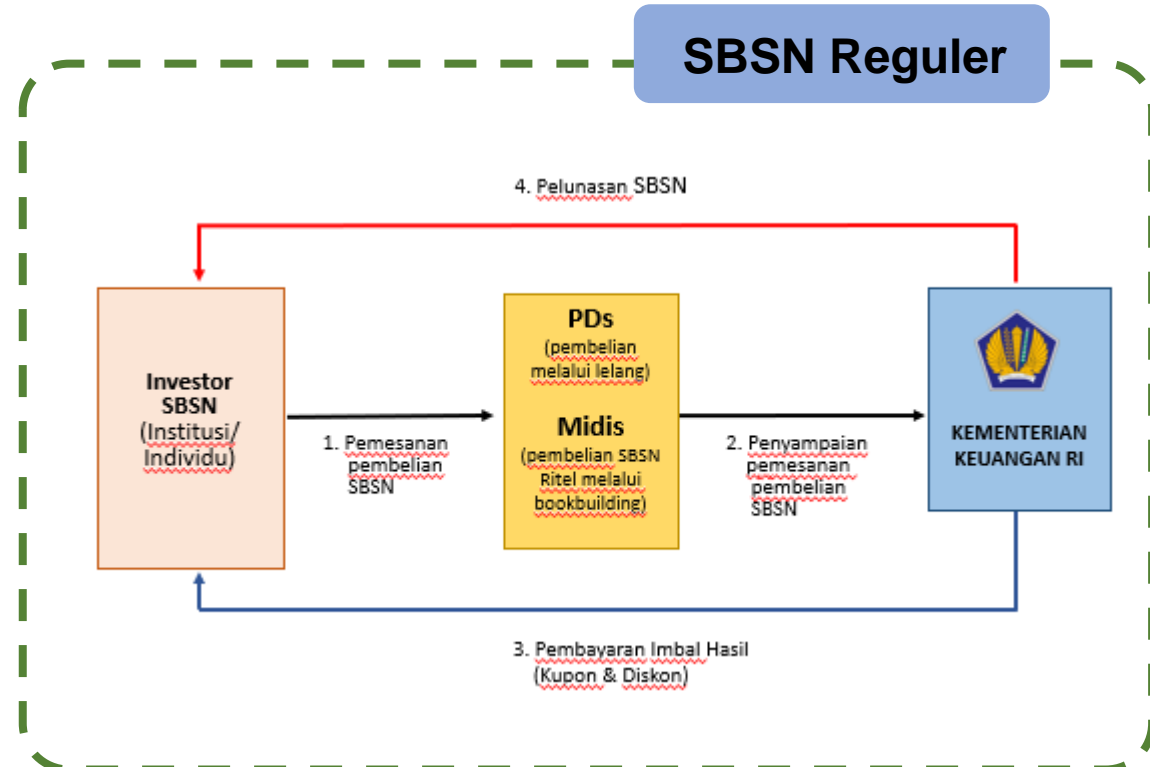 SBSN Reguler
4. Pelunasan SBSN
Investor
SBSN
(Institusi/
Individu)
1. Pemesanan
pembelian
SBSN
PDs
(pembelian
melalui lelang)
Midis
(pembelian SBSN
Ritel melalui
bookbuilding)
2. Penyampaian
pemesanan
pembelian
SBSN
KEMENTERIAN
KEUANGAN RI
3. Pembayaran Imbal Hasil
(Kupon & Diskon)